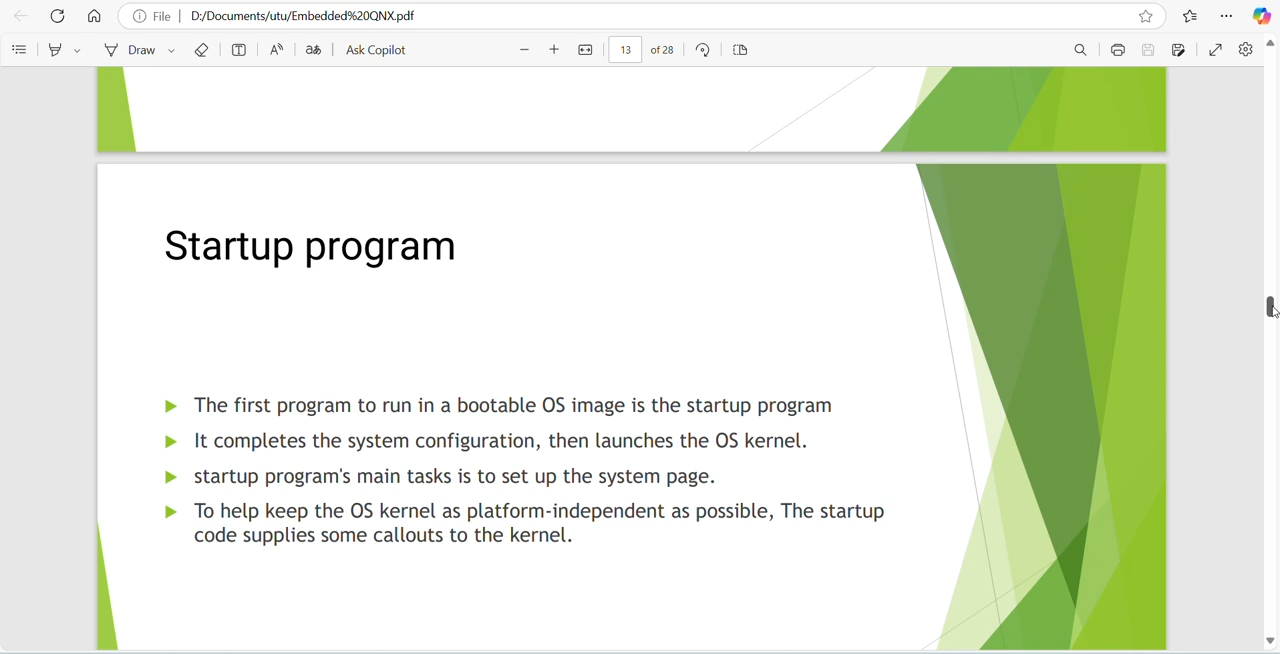 File
D:/Documents/utu/Embedded%20QNX.pdf
Draw
A))
aあ
Ask Copilot
13
of 28
Startup program
The first program to run in a bootable OS image is the startup program
It completes the system configuration, then launches the OS kernel.
startup program's main tasks is to set up the system page.
To help keep the OS kernel as platform-independent as possible, The startup
code supplies some callouts to the kernel.